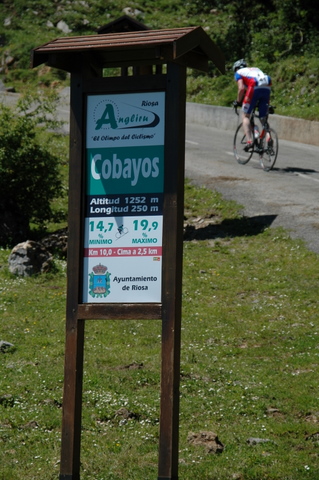 Riosa
Angliru
"El Olimpo del Ciclismo"
Cobayos
Altitud 1252 m
Longitud 250 m
14,7 19,9
% %
MINIMO MAXIMO
Km 10,0 - Cima a 2,5 km
Ayuntamiento
de Riosa